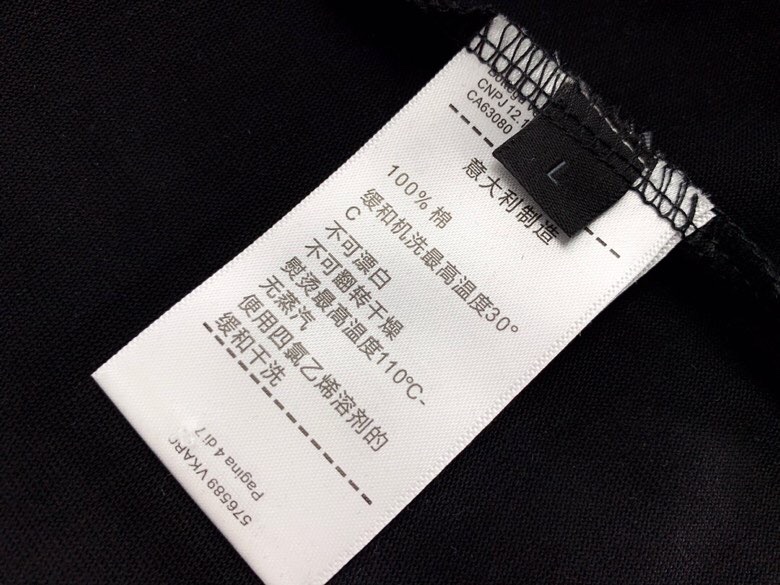 CNPJ 12.1
CA63080
L
意大利制造
100% 棉
缓和机洗最高温度30°
C
不可漂白
不可翻转干燥
熨烫最高温度110°C-
无蒸汽
使用四氯乙烯溶剂的
缓和干洗
Pagina 4 di 7
576589 VKAR